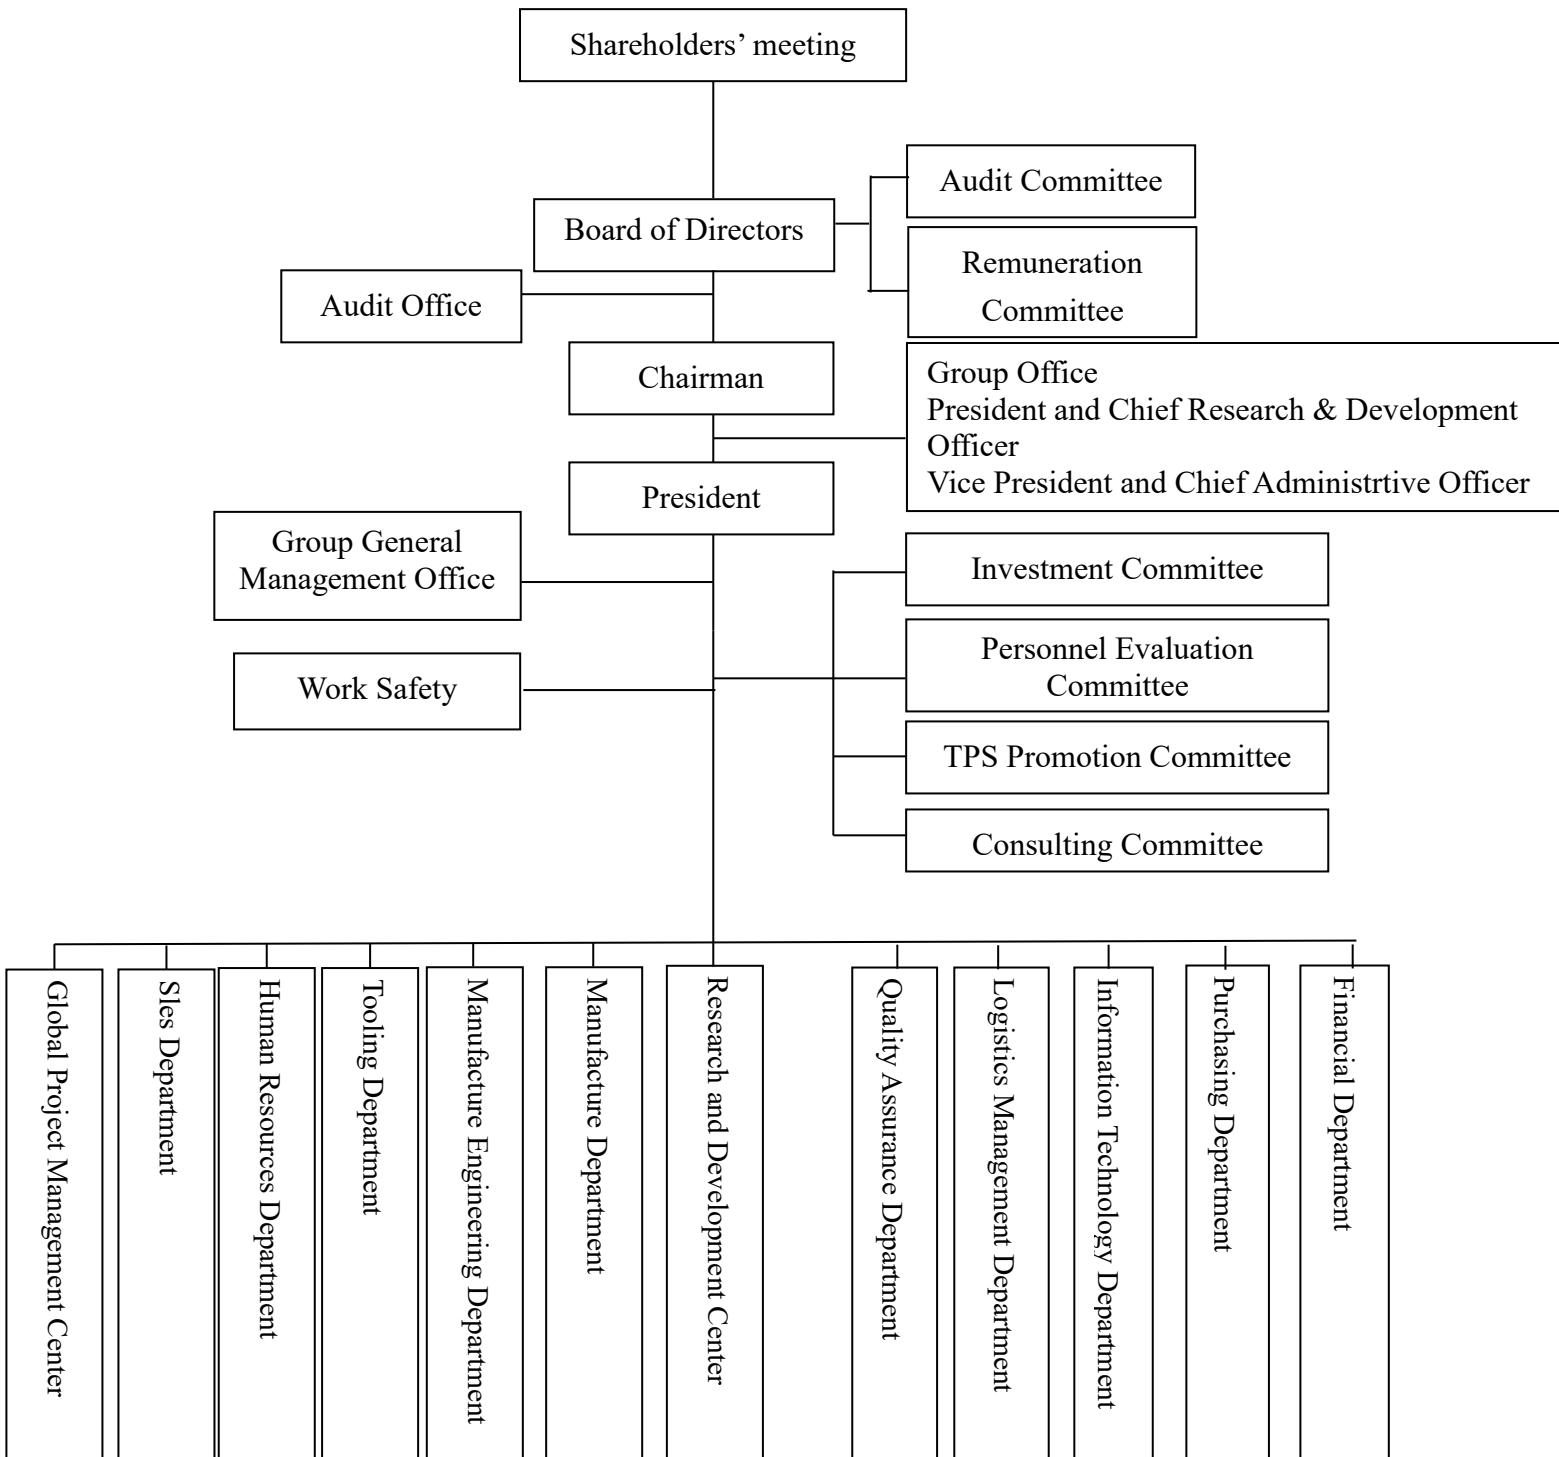 Shareholders’ meeting
Audit Committee
Board of Directors
Remuneration
Committee
Audit Office
Chairman
Group Office
President and Chief Research & Development
Officer
Vice President and Chief Administrtive Officer
President
Group General
Management Office
Investment Committee
Personnel Evaluation
Committee
Work Safety
TPS Promotion Committee
Consulting Committee
Global Project Management Center
Sles Department
Human Resources Department
Tooling Department
Manufacture Engineering Department
Manufacture Department
Research and Development Center
Quality Assurance Department
Logistics Management Department
Information Technology Department
Purchasing Department
Financial Department